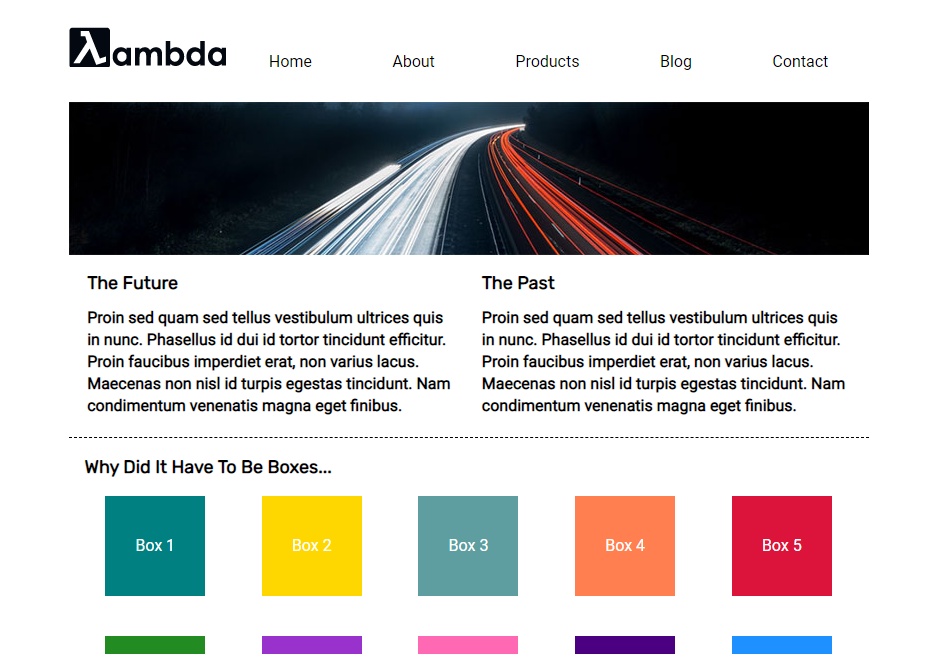 λambda
Home About Products Blog Contact
The Future
Proin sed quam sed tellus vestibulum ultrices quis
in nunc. Phasellus id dui id tortor tincidunt efficitur.
Proin faucibus imperdiet erat, non varius lacus.
Maecenas non nisl id turpis egestas tincidunt. Nam
condimentum venenatis magna eget finibus.
The Past
Proin sed quam sed tellus vestibulum ultrices quis
in nunc. Phasellus id dui id tortor tincidunt efficitur.
Proin faucibus imperdiet erat, non varius lacus.
Maecenas non nisl id turpis egestas tincidunt. Nam
condimentum venenatis magna eget finibus.
Why Did It Have To Be Boxes...
Box 1 Box 2 Box 3 Box 4 Box 5